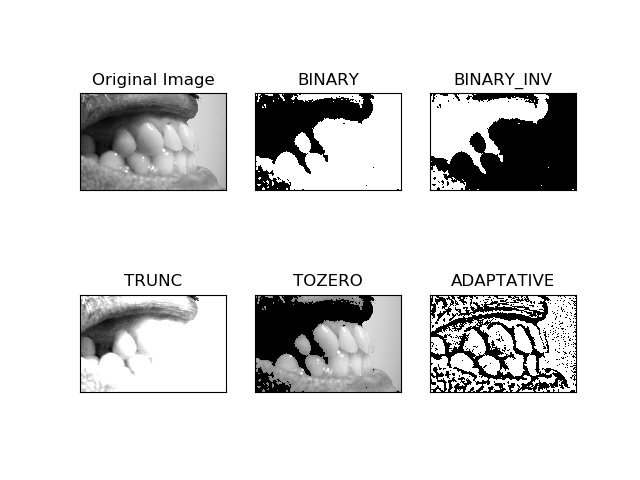 Original Image
BINARY
BINARY_INV
TRUNC
TOZERO
ADAPTATIVE